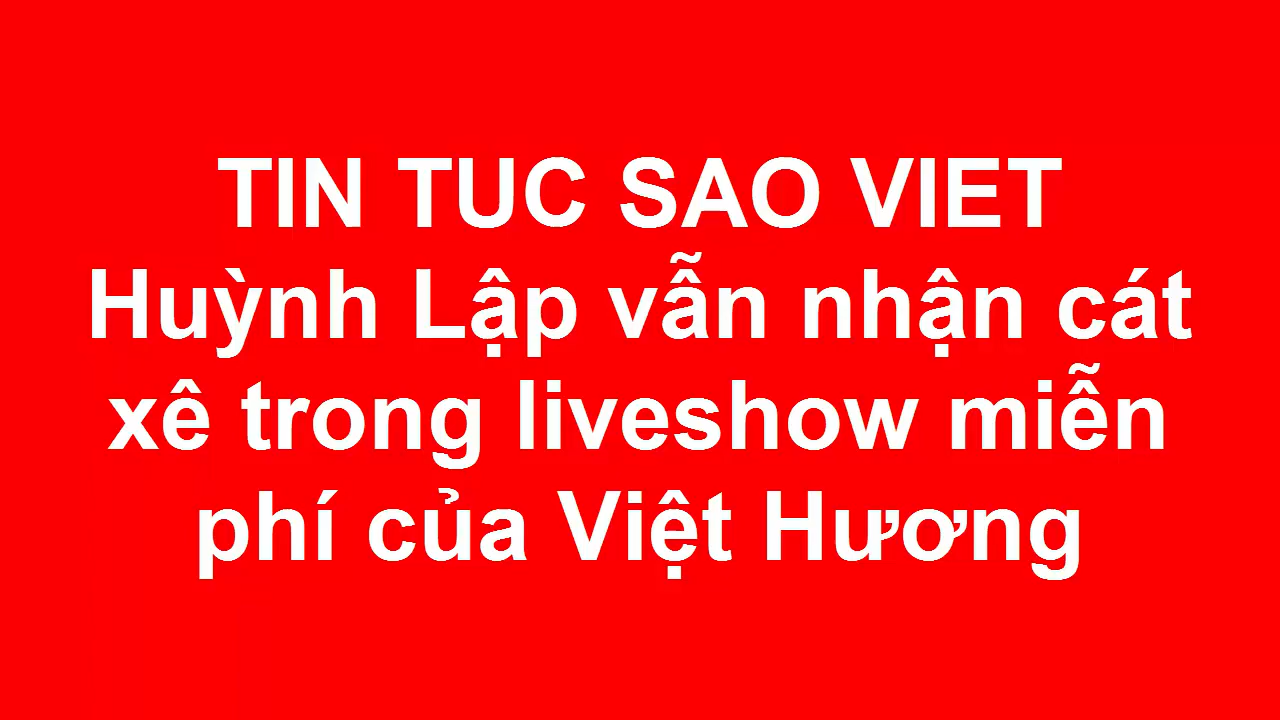 TIN TUC SAO VIET
Huỳnh Lập vẫn nhận cát
xê trong liveshow miễn
phí của Việt Hương